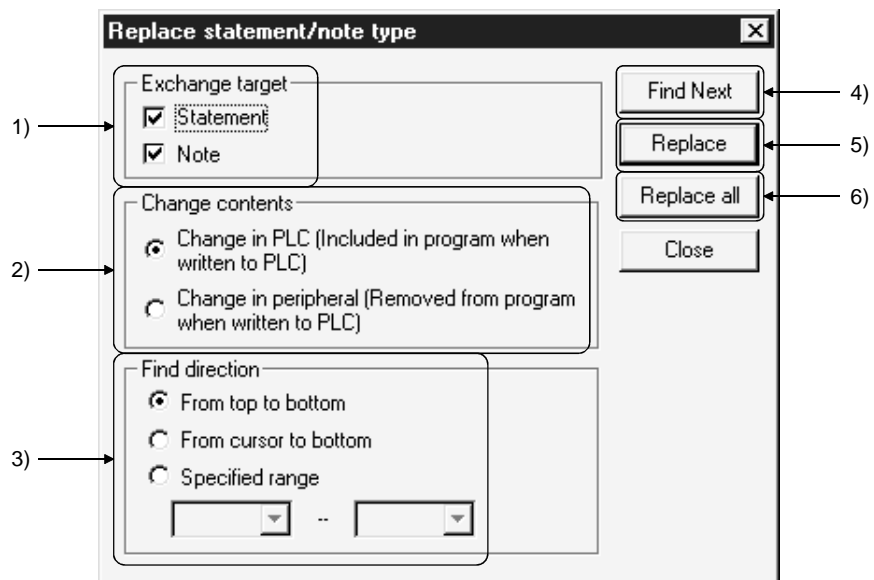 Replace statement/note type
Exchange target
1)
Statement
Note
Find Next
4)
Replace
5)
Replace all
6)
Close
Change contents
2)
Change in PLC (Included in program when
written to PLC)
Change in peripheral (Removed from program
when written to PLC)
Find direction
3)
From top to bottom
From cursor to bottom
Specified range
--